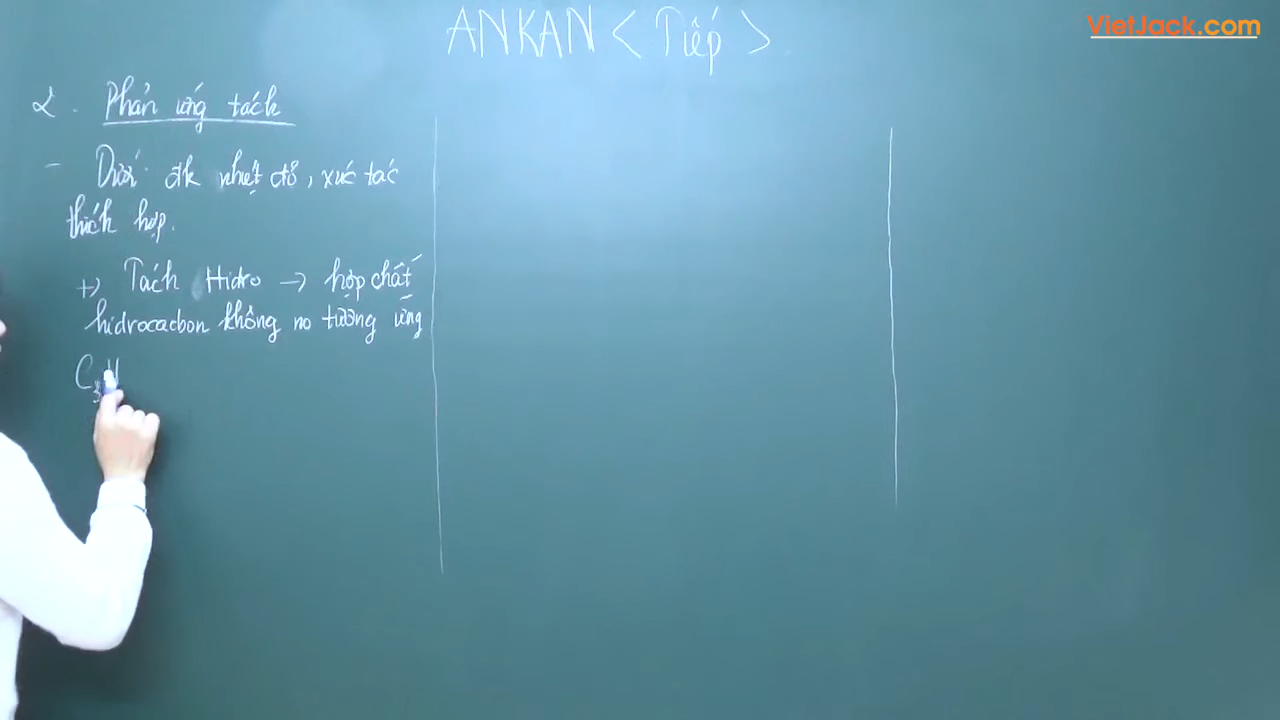 VietJack.com
ANKAN < Tiếp >
2. Phản ứng tách
- Dưới đk nhiệt độ, xúc tác
thích hợp.
+) Tách Hidro → hợp chất
hidrocacbon không no tương ứng
C3H